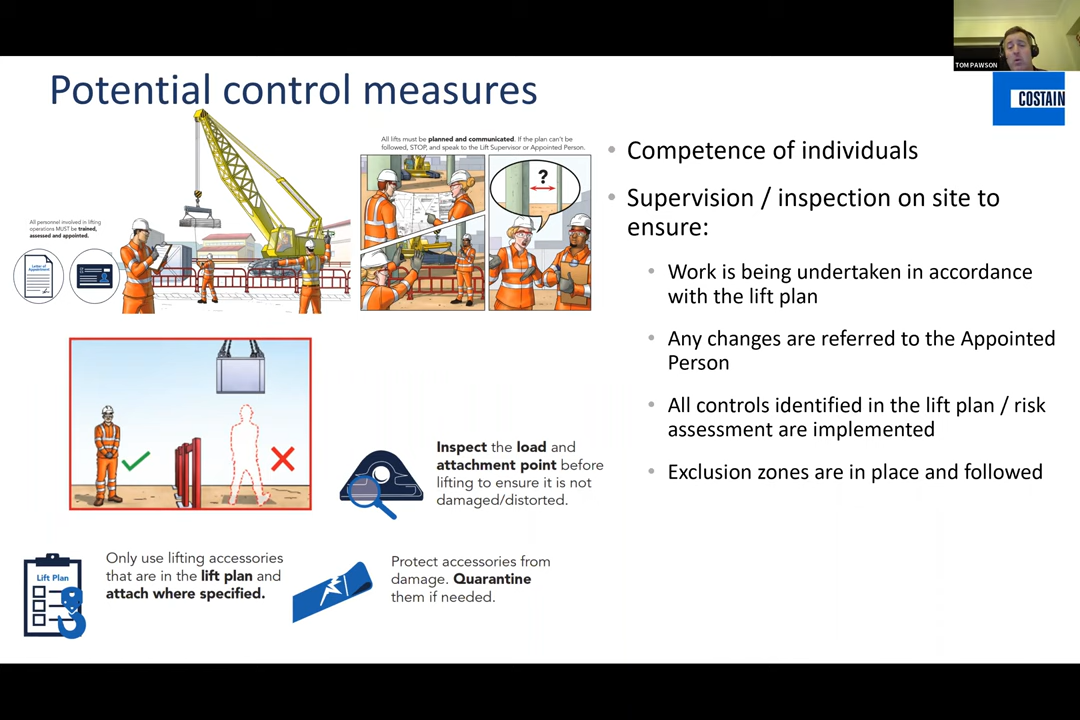 TOM PAWSON
COSTAIN
Potential control measures
All personnel involved in lifting
operations MUST be trained,
assessed and appointed.
Letter of
Appointment
All lifts must be planned and communicated. If the plan can't be
followed, STOP, and speak to the Lift Supervisor or Appointed Person.
?
Inspect the load and
attachment point before
lifting to ensure it is not
damaged/distorted.
Lift Plan
Only use lifting accessories
that are in the lift plan and
attach where specified.
Protect accessories from
damage. Quarantine
them if needed.
• Competence of individuals
• Supervision / inspection on site to
ensure:
• Work is being undertaken in accordance
with the lift plan
• Any changes are referred to the Appointed
Person
• All controls identified in the lift plan / risk
assessment are implemented
• Exclusion zones are in place and followed